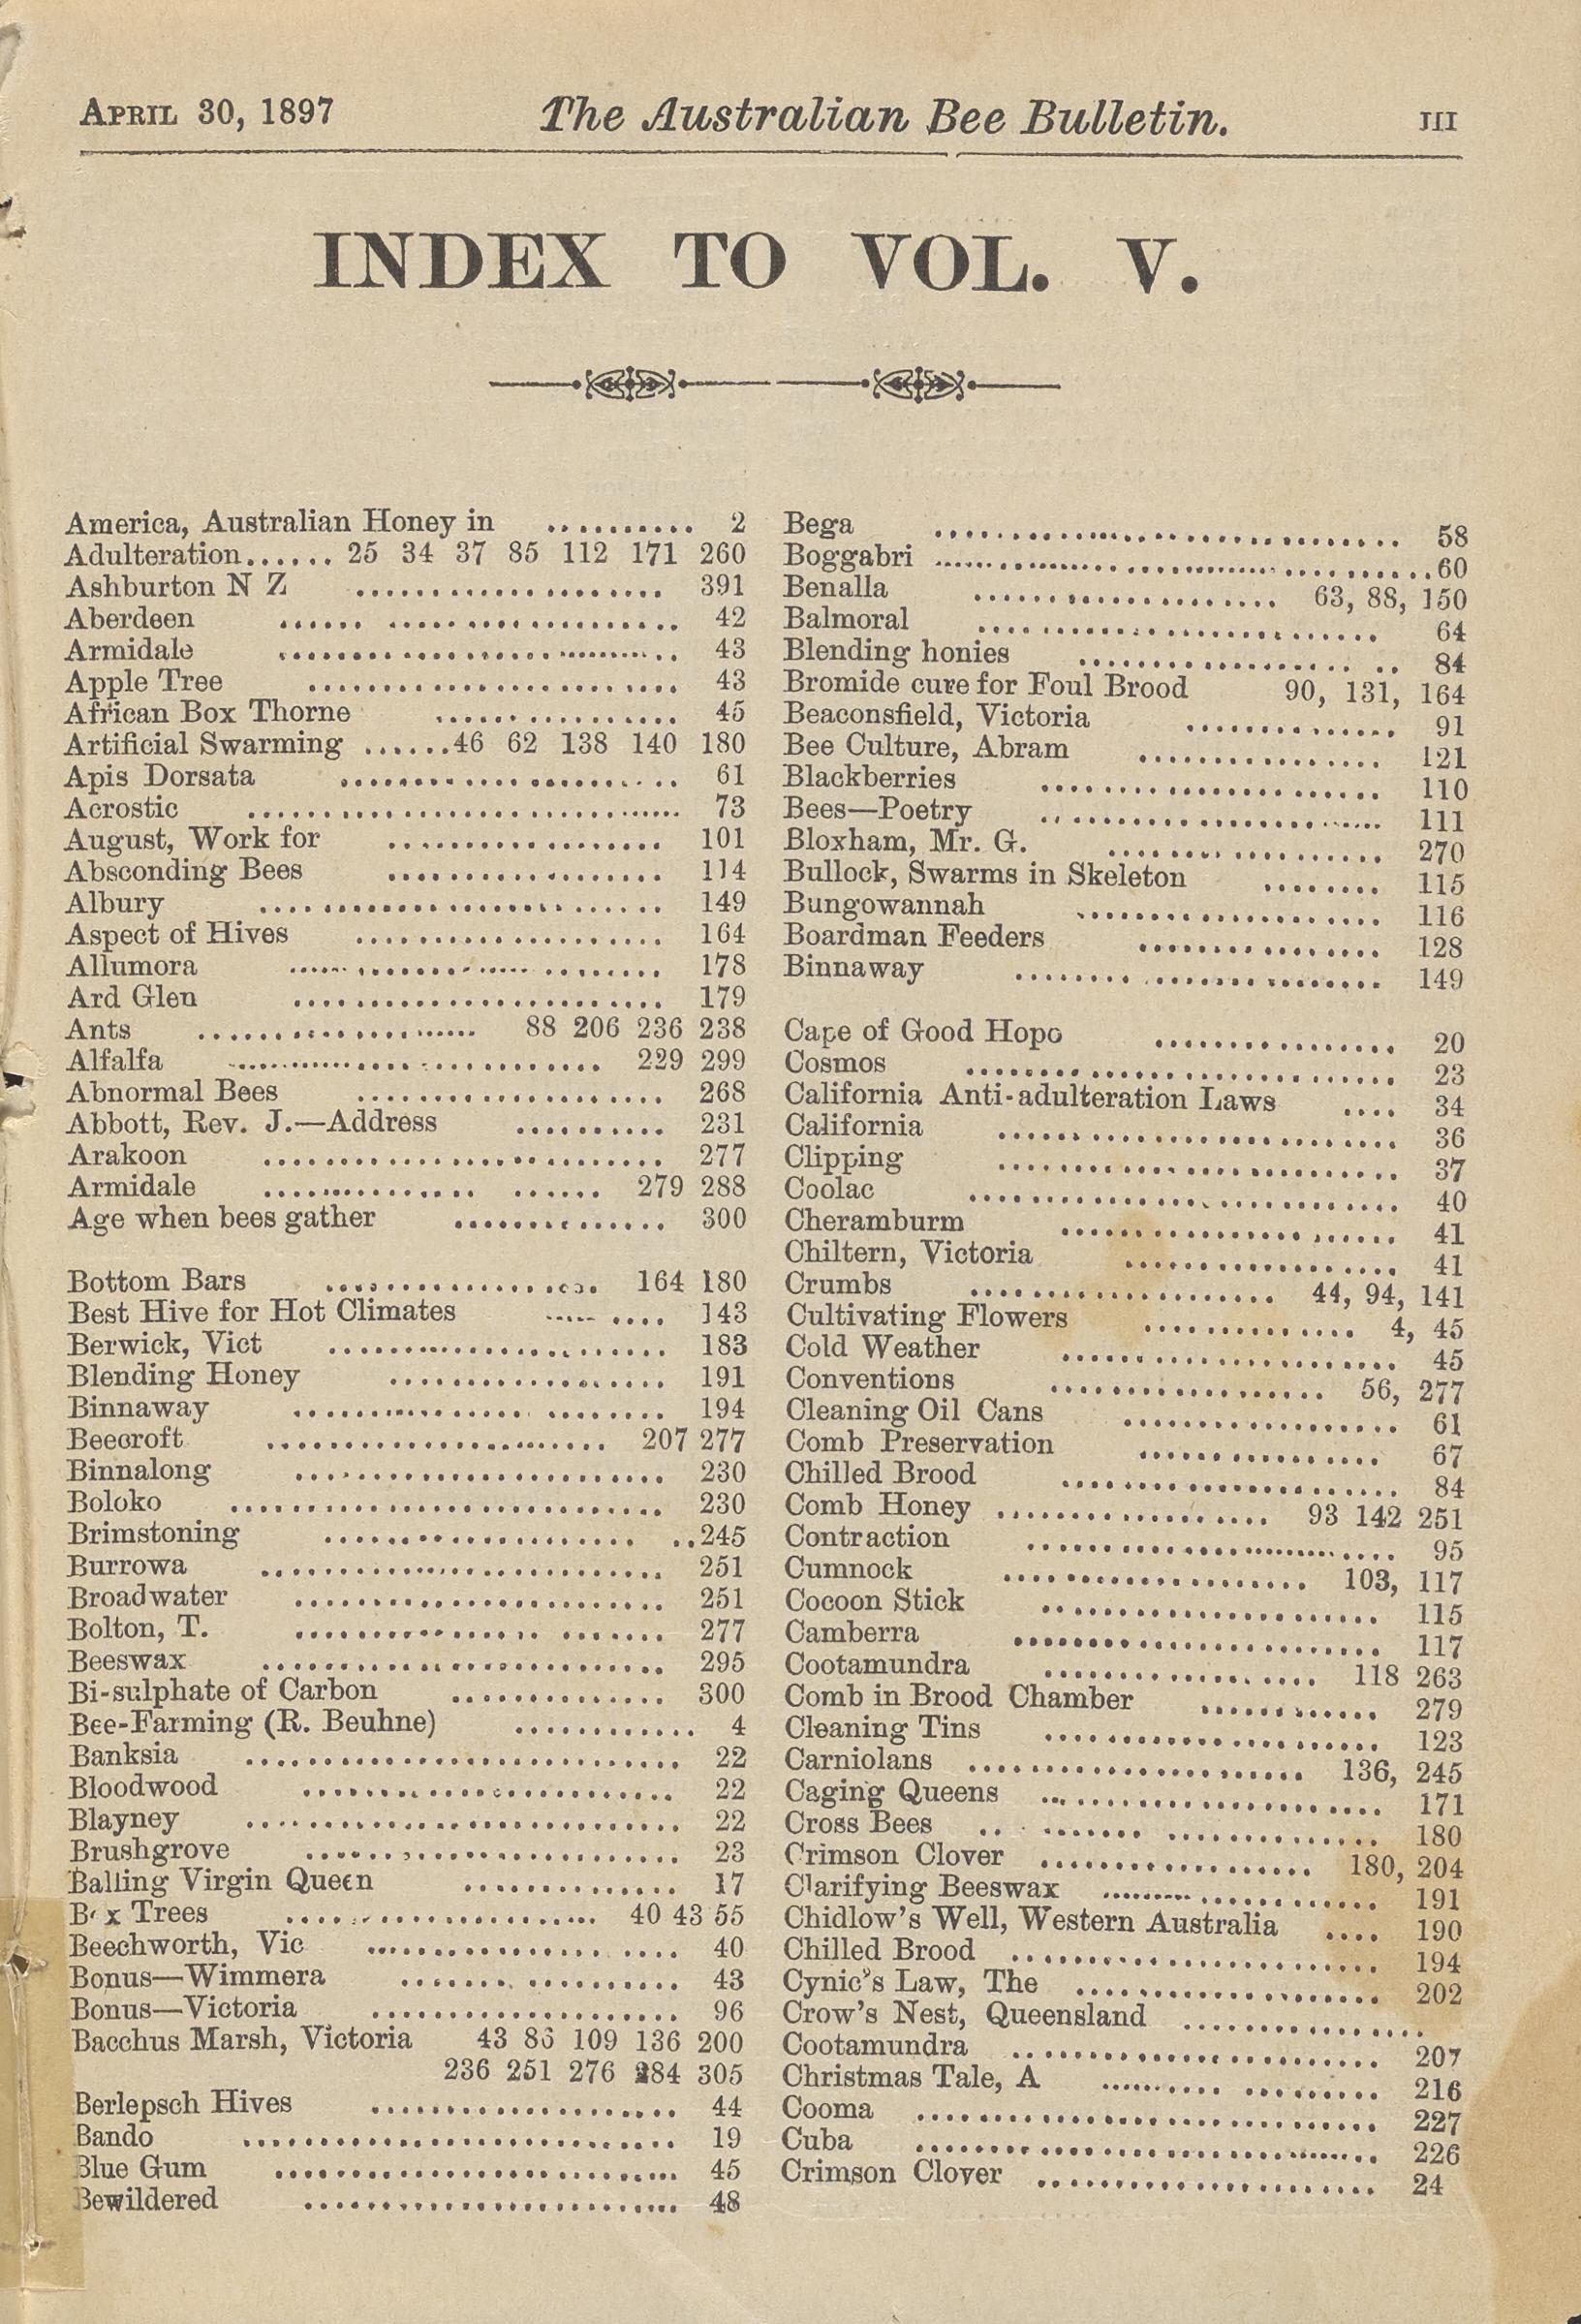 APRIL 30, 1897 The Australian Bee Bulletin. III
INDEX TO VOL. V.
America, Australian Honey in .......... 2
Adulteration...... 25 34 37 85 112 171 260
Ashburton N Z .................... 391
Aberdeen ........................ 42
Armidale ........................ 43
Apple Tree ........................ 43
African Box Thorne ................ 45
Artificial Swarming ......46 62 138 140 180
Apis Dorsata ...................... 61
Acrostic ............................ 73
August, Work for .................. 101
Absconding Bees .................. 114
Albury .......................... 149
Aspect of Hives .................... 164
Allumora ........................ 178
Ard Glen ........................ 179
Ants .................. 88 206 236 238
Alfalfa ........................ 229 299
Abnormal Bees .................... 268
Abbott, Rev. J.—Address .......... 231
Arakoon .......................... 277
Armidale .................... 279 288
Age when bees gather .............. 300
Bottom Bars .................. 164 180
Best Hive for Hot Climates ........ 143
Berwick, Vict ...................... 183
Blending Honey .................. 191
Binnaway ........................ 194
Beecroft ...................... 207 277
Binnalong ........................ 230
Boloko ............................ 230
Brimstoning ......................245
Burrowa .......................... 251
Broadwater ........................ 251
Bolton, T. ........................ 277
Beeswax .......................... 295
Bi-sulphate of Carbon .............. 300
Bee-Farming (R. Beuhne) ............ 4
Banksia ............................ 22
Bloodwood ........................ 22
Blayney ............................ 22
Brushgrove ........................ 23
Balling Virgin Queen .............. 17
B x Trees .................... 40 43 55
Beechworth, Vic .................... 40
Bonus—Wimmera .................. 43
Bonus—Victoria .................... 96
Bacchus Marsh, Victoria 43 86 109 136 200
236 251 276 284 305
Berlepsch Hives .................... 44
Bando ............................ 19
Blue Gum .......................... 45
Bewildered ........................ 48
Bega .............................. 58
Boggabri ..............................60
Benalla .................... 63, 88, 150
Balmoral .......................... 64
Blending honies .................... 84
Bromide cure for Foul Brood 90, 131, 164
Beaconsfield, Victoria .............. 91
Bee Culture, Abram ................ 121
Blackberries ...................... 110
Bees—Poetry ...................... 111
Bloxham, Mr. G. .................. 270
Bullock, Swarms in Skeleton ........ 115
Bungowannah .................... 116
Boardman Feeders ................ 128
Binnaway ........................ 149
Cape of Good Hope ................ 20
Cosmos ............................ 23
California Anti-adulteration Laws .... 34
California .......................... 36
Clipping .......................... 37
Coolac ............................ 40
Cheramburm ...................... 41
Chiltern, Victoria .................. 41
Crumbs .................... 44, 94, 141
Cultivating Flowers .............. 4, 45
Cold Weather ...................... 45
Conventions .................. 56, 277
Cleaning Oil Cans .................. 61
Comb Preservation ................ 67
Chilled Brood ...................... 84
Comb Honey .................. 93 142 251
Contraction ........................ 95
Cumnock .................... 103, 117
Cocoon Stick ...................... 115
Camberra ........................ 117
Cootamundra .................. 118 263
Comb in Brood Chamber ............ 279
Cleaning Tins ...................... 123
Carniolans ...................... 136, 245
Caging Queens .................... 171
Cross Bees ........................ 180
Crimson Clover .................. 180, 204
Clarifying Beeswax .................. 191
Chidlow's Well, Western Australia .... 190
Chilled Brood ........................ 194
Cynic's Law, The .................... 202
Crow's Nest, Queensland ................
Cootamundra ........................ 207
Christmas Tale, A .................. 216
Cooma .............................. 227
Cuba .............................. 226
Crimson Clover ...................... 24